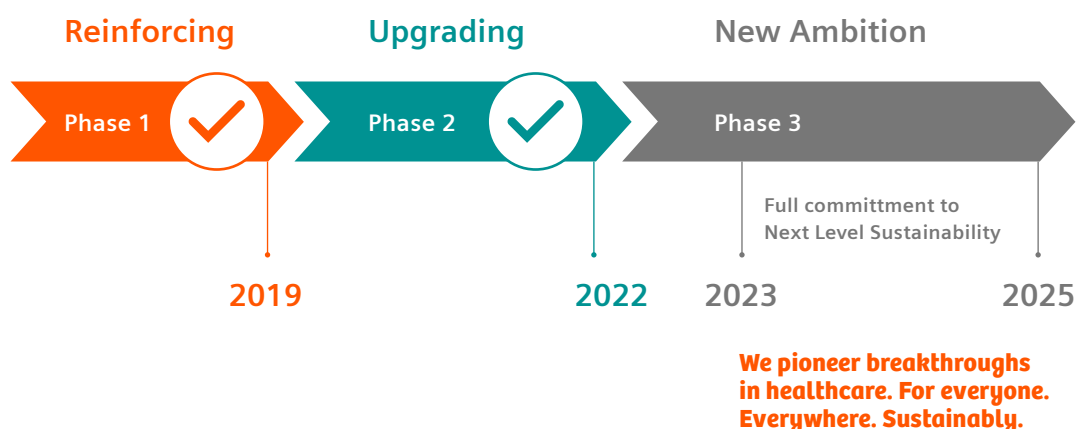 Reinforcing
Upgrading
New Ambition
Phase 1
Phase 2
Phase 3
Full committment to
Next Level Sustainability
2019
2022
2023
2025
We pioneer breakthroughs
in healthcare. For everyone.
Everywhere. Sustainably.